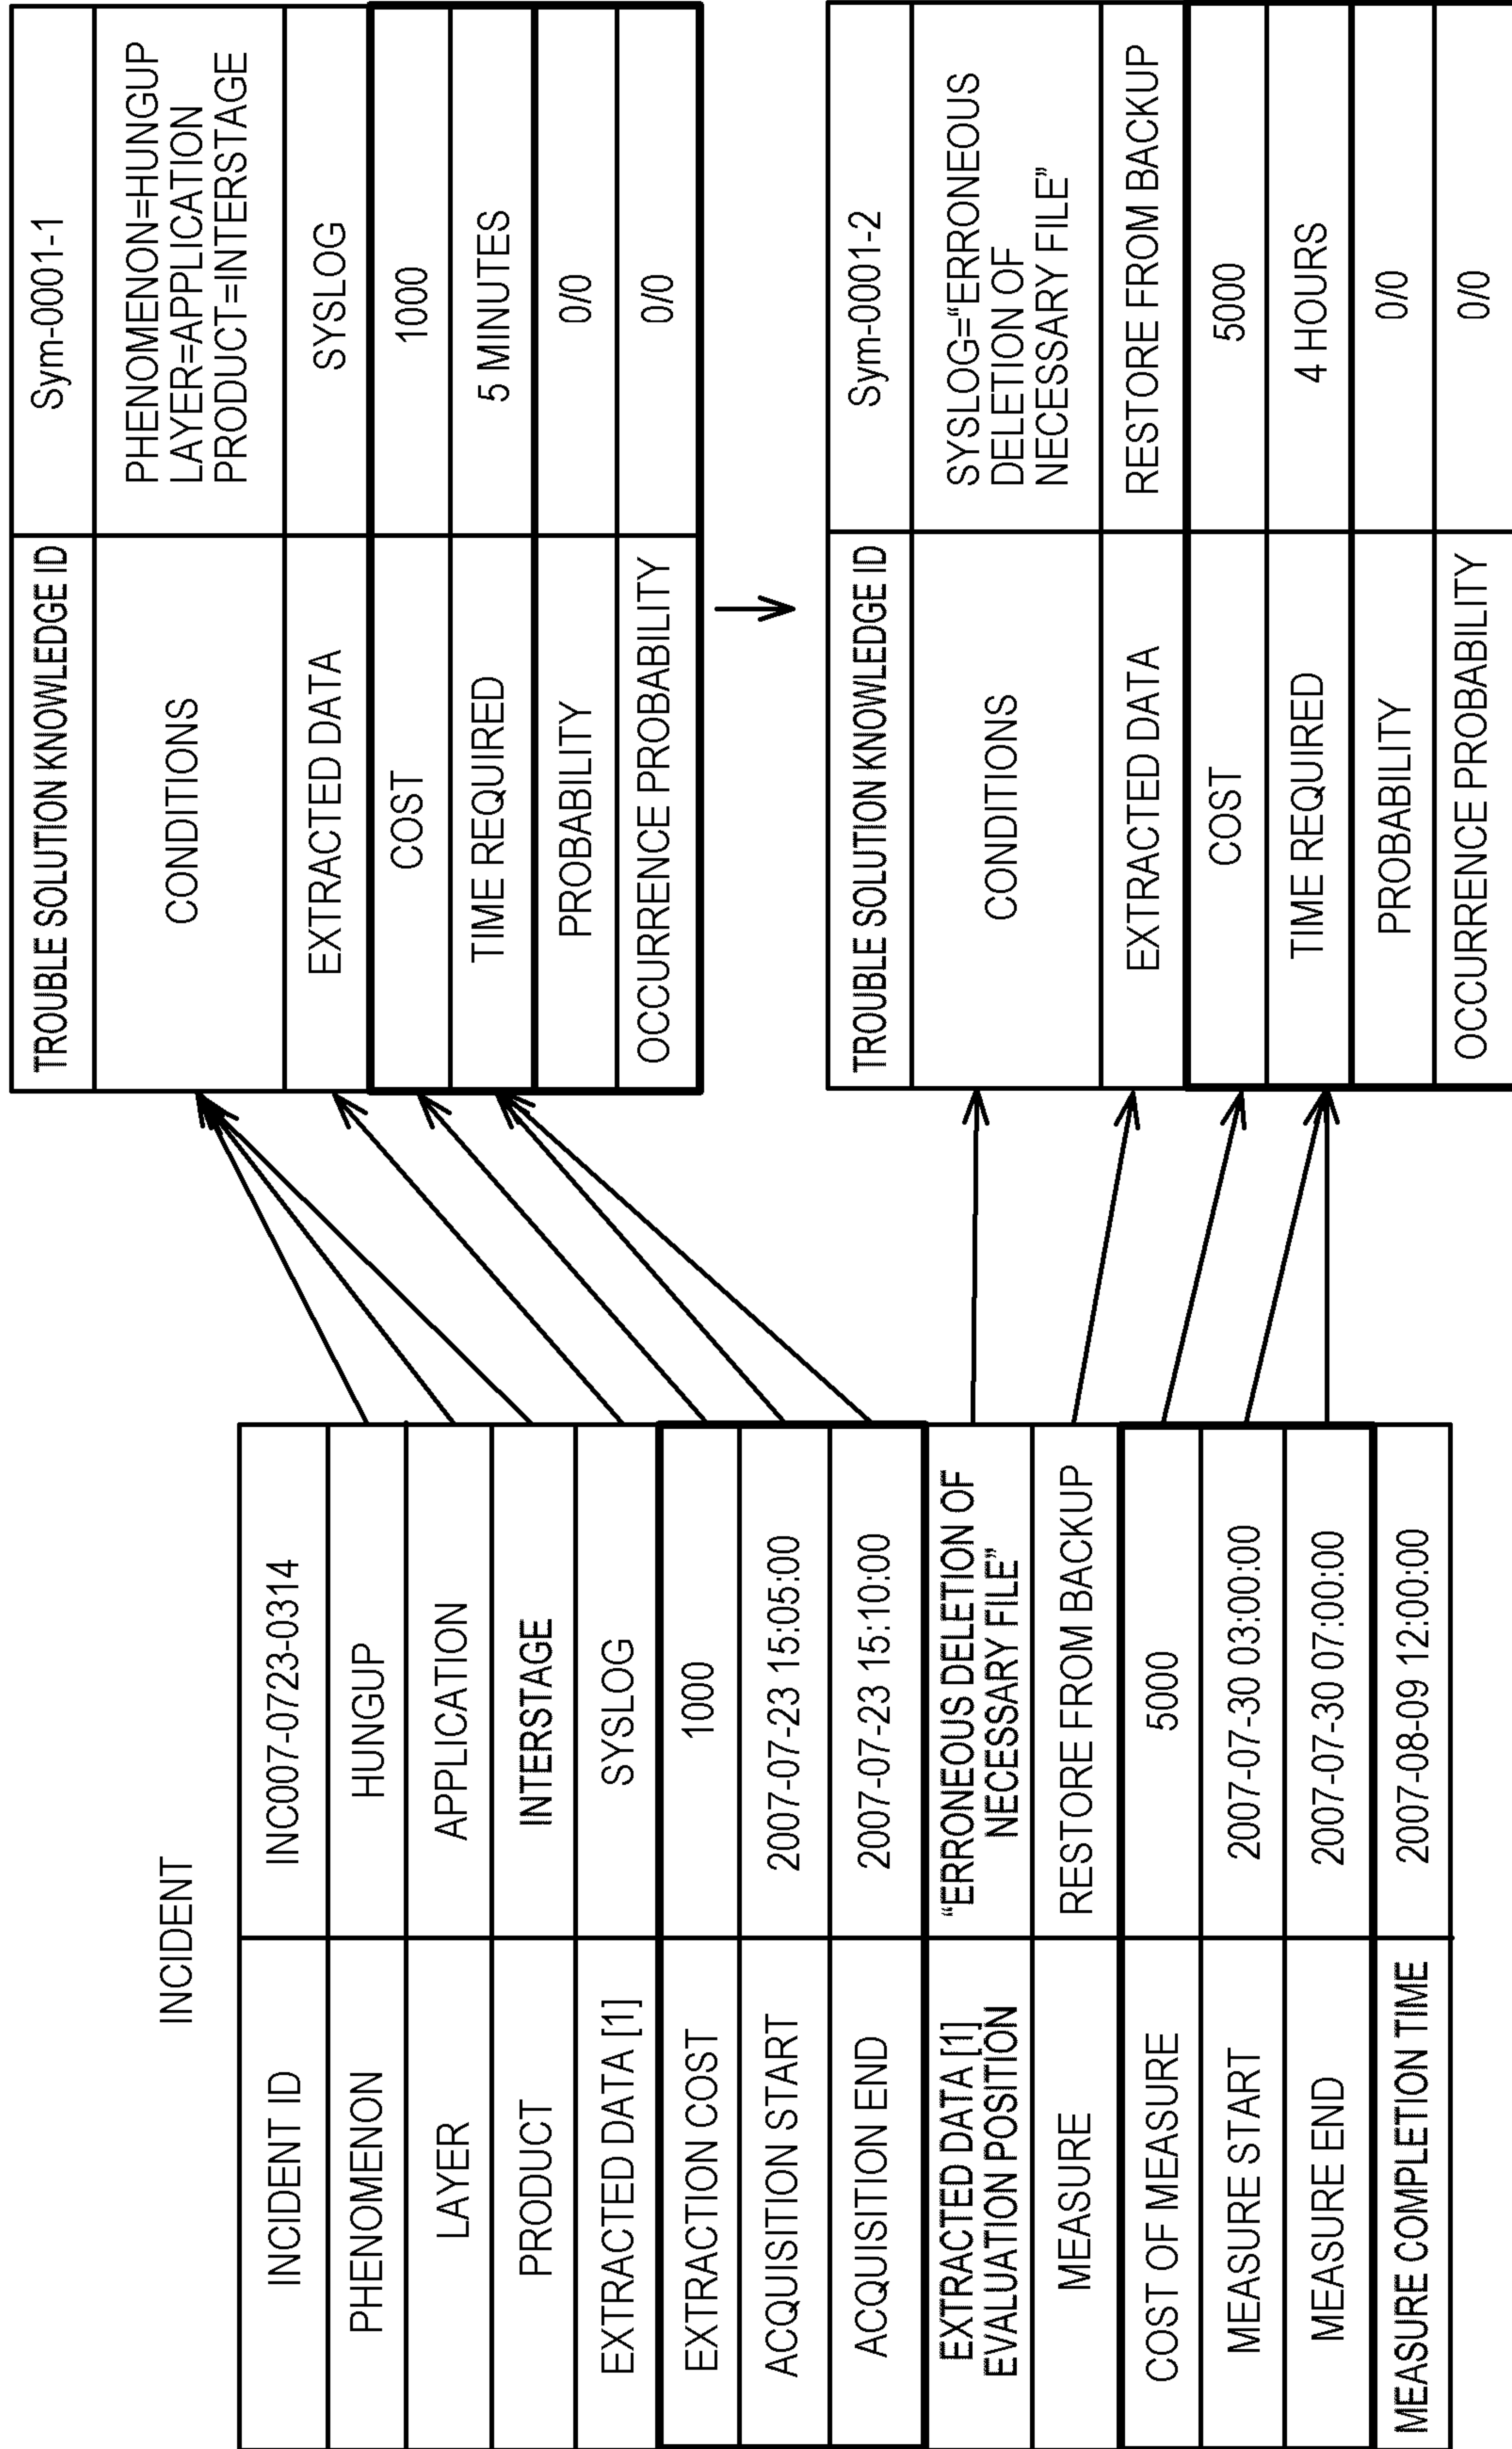 INCIDENT
INCIDENT ID INC007-0723-0314
PHENOMENON HUNGUP
LAYER APPLICATION
PRODUCT INTERSTAGE
EXTRACTED DATA [1] SYSLOG
EXTRACTION COST 1000
ACQUISITION START 2007-07-23 15:05:00
ACQUISITION END 2007-07-23 15:10:00
EXTRACTED DATA [1] “ERRONEOUS DELETION OF
EVALUATION POSITION NECESSARY FILE”
MEASURE RESTORE FROM BACKUP
COST OF MEASURE 5000
MEASURE START 2007-07-30 03:00:00
MEASURE END 2007-07-30 07:00:00
MEASURE COMPLETION TIME 2007-08-09 12:00:00
TROUBLE SOLUTION KNOWLEDGE ID Sym-0001-1
CONDITIONS
PHENOMENON=HUNGUP
LAYER=APPLICATION
PRODUCT=INTERSTAGE
EXTRACTED DATA SYSLOG
COST 1000
TIME REQUIRED 5 MINUTES
PROBABILITY 0/0
OCCURRENCE PROBABILITY 0/0
TROUBLE SOLUTION KNOWLEDGE ID Sym-0001-2
CONDITIONS
SYSLOG=“ERRONEOUS
DELETION OF
NECESSARY FILE”
EXTRACTED DATA RESTORE FROM BACKUP
COST 5000
TIME REQUIRED 4 HOURS
PROBABILITY 0/0
OCCURRENCE PROBABILITY 0/0